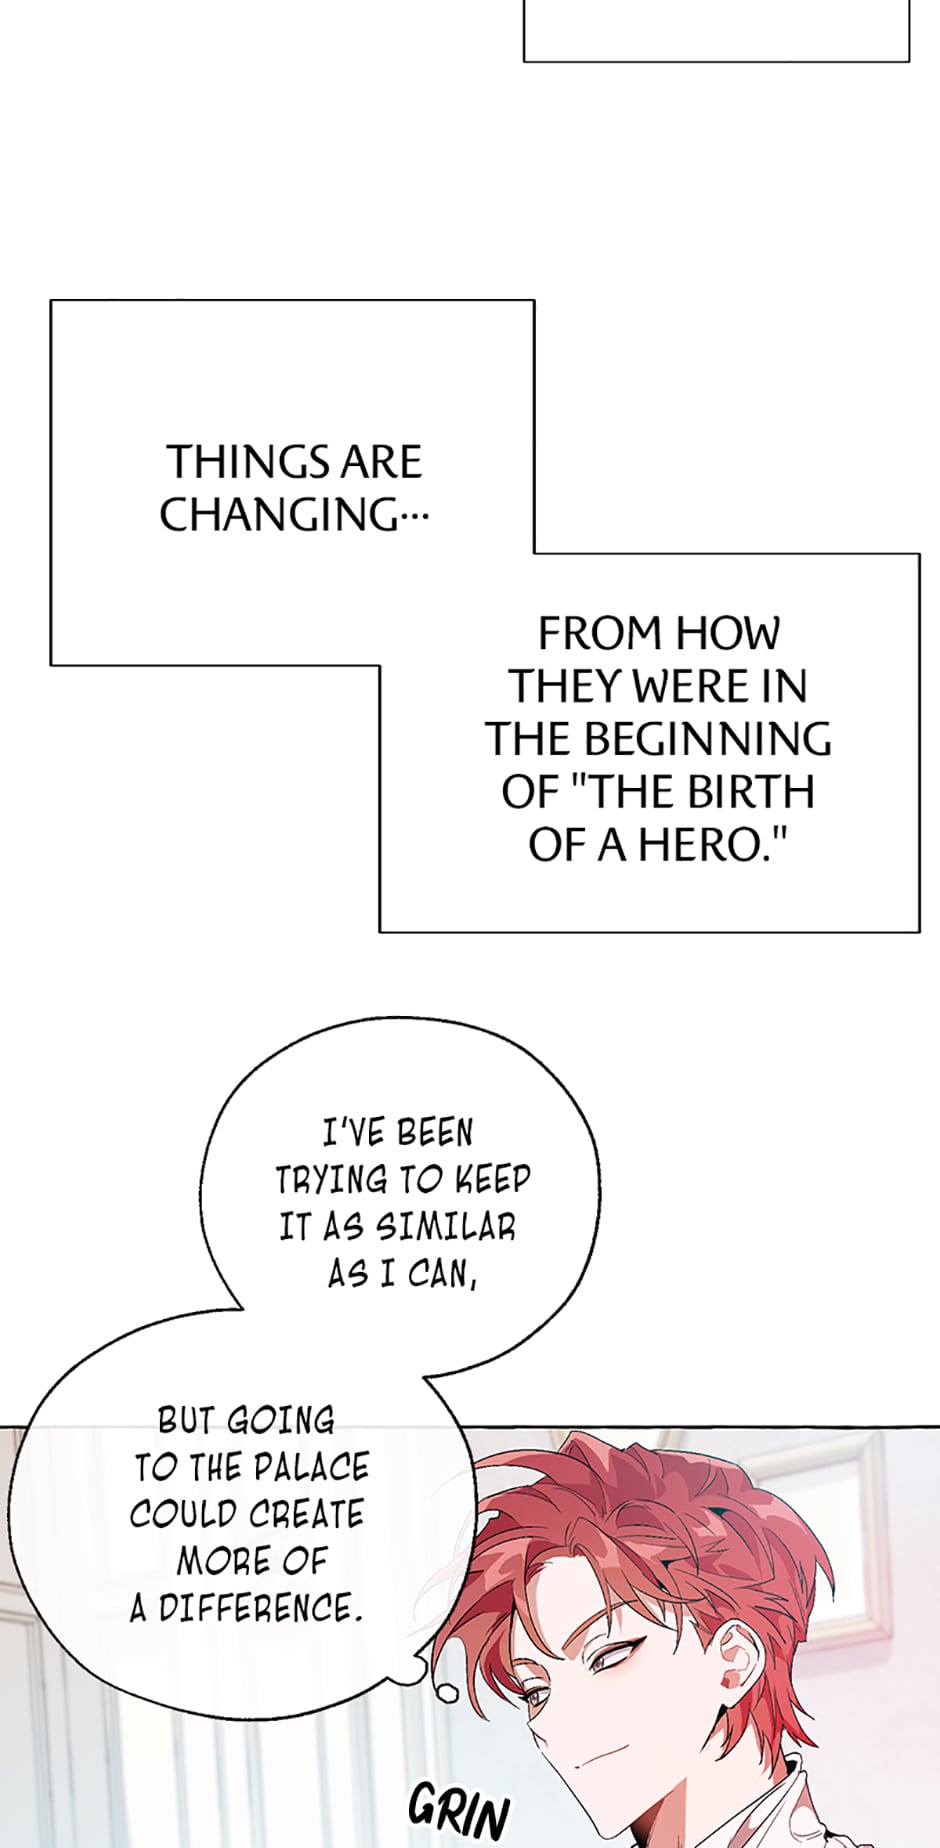 THINGS ARE
CHANGING...
FROM HOW
THEY WERE IN
THE BEGINNING
OF "THE BIRTH
OF A HERO."
I'VE BEEN
TRYING TO KEEP
IT AS SIMILAR
AS I CAN,
BUT GOING
TO THE PALACE
COULD CREATE
MORE OF
A DIFFERENCE.
GRIN